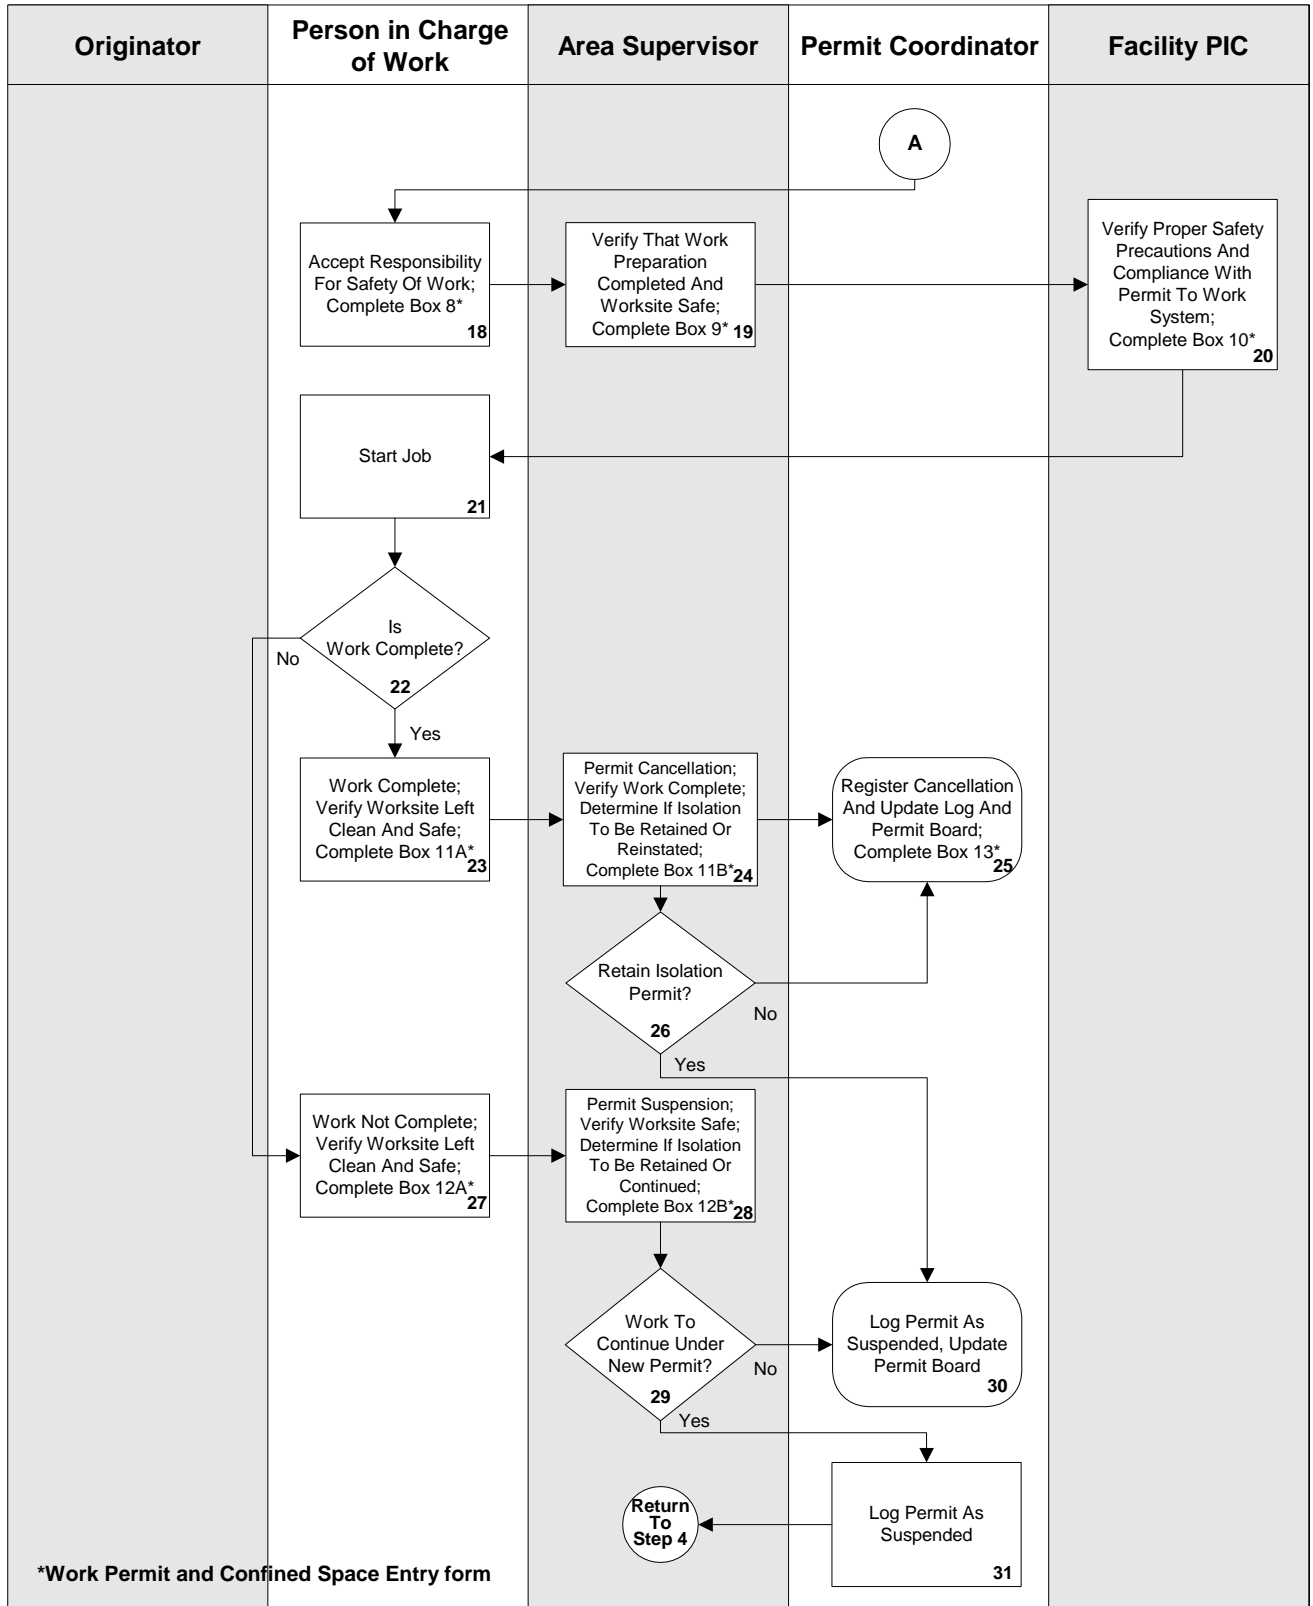 Originator
Person in Charge
of Work
Area Supervisor
Permit Coordinator
Facility PIC
A
Accept Responsibility
For Safety Of Work;
Complete Box 8*
18
Verify That Work
Preparation
Completed And
Worksite Safe;
Complete Box 9*
19
Verify Proper Safety
Precautions And
Compliance With
Permit To Work
System;
Complete Box 10*
20
Start Job
21
Is
Work Complete?
22
No
Yes
Work Complete;
Verify Worksite Left
Clean And Safe;
Complete Box 11A*
23
Permit Cancellation;
Verify Work Complete;
Determine If Isolation
To Be Retained Or
Reinstated;
Complete Box 11B*
24
Register Cancellation
And Update Log And
Permit Board;
Complete Box 13*
25
Retain Isolation
Permit?
26
No
Yes
Work Not Complete;
Verify Worksite Left
Clean And Safe;
Complete Box 12A*
27
Permit Suspension;
Verify Worksite Safe;
Determine If Isolation
To Be Retained Or
Continued;
Complete Box 12B*
28
Work To
Continue Under
New Permit?
29
No
Yes
Log Permit As
Suspended, Update
Permit Board
30
Log Permit As
Suspended
31
Return
To
Step 4
*Work Permit and Confined Space Entry form